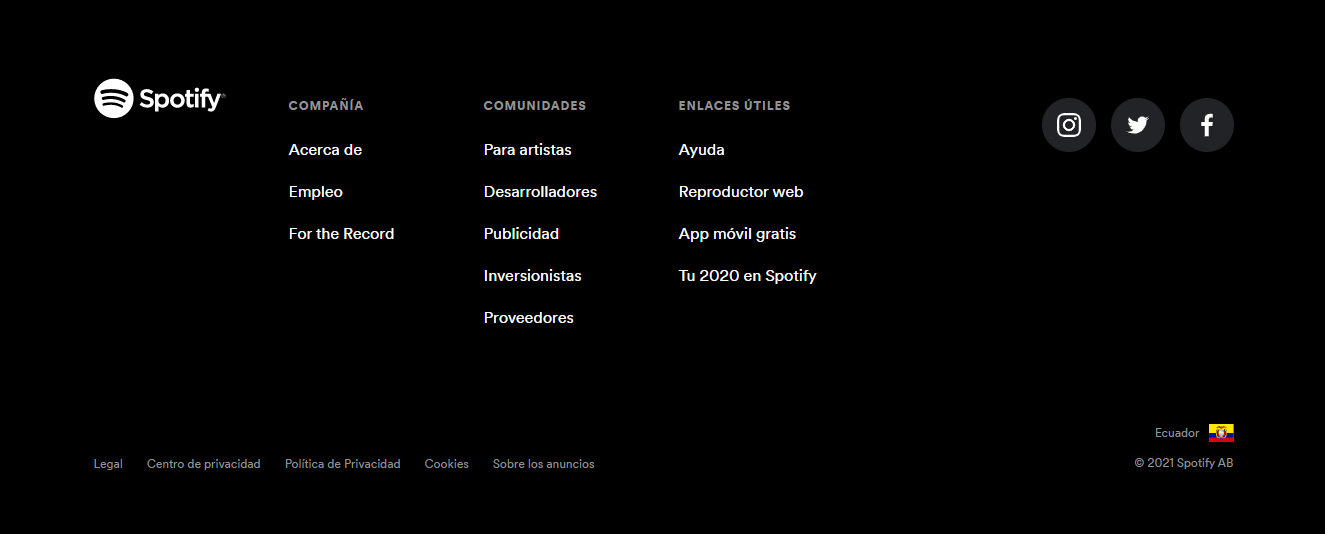 Spotify®
COMPAÑÍA
Acerca de
Empleo
For the Record
COMUNIDADES
Para artistas
Desarrolladores
Publicidad
Inversionistas
Proveedores
ENLACES ÚTILES
Ayuda
Reproductor web
App móvil gratis
Tu 2020 en Spotify
Ecuador
Legal Centro de privacidad Política de Privacidad Cookies Sobre los anuncios
© 2021 Spotify AB